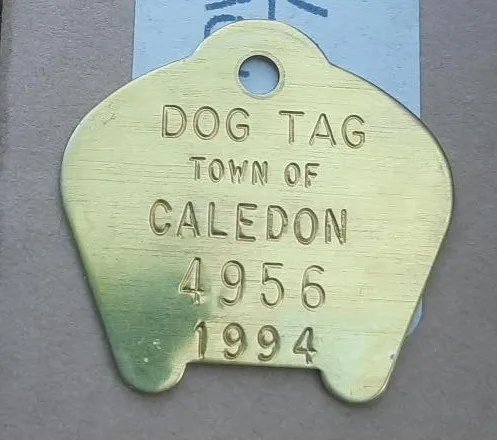 DOG TAG
TOWN OF
CALEDON
4956
1994